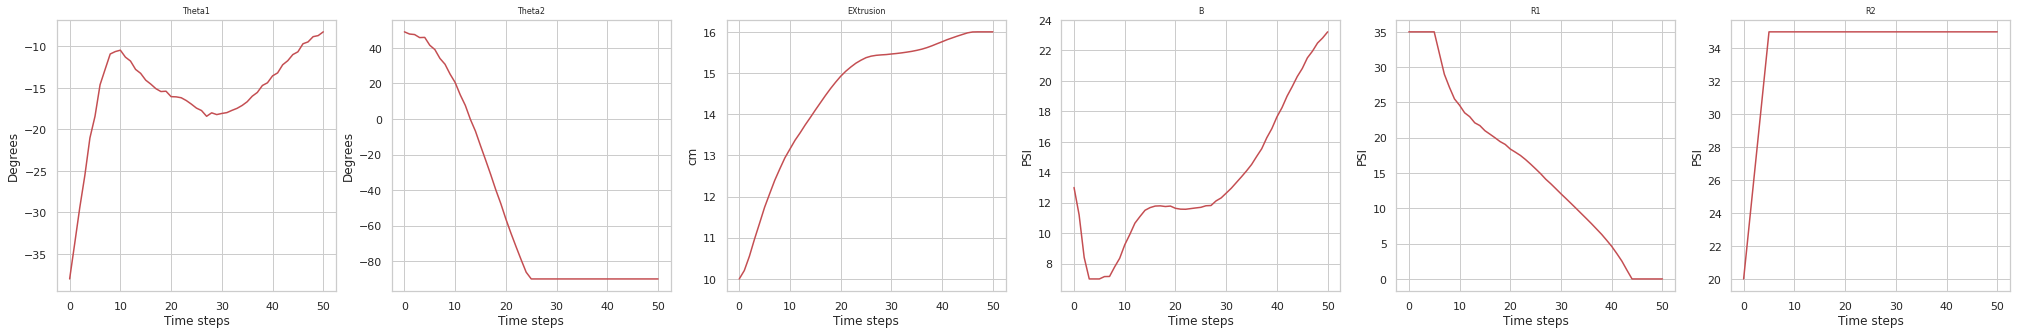 Theta1
Degrees
−10
−15
−20
−25
−30
−35
0 10 20 30 40 50
Time steps
Theta2
Degrees
40
20
0
−20
−40
−60
−80
0 10 20 30 40 50
Time steps
EXtrusion
cm
16
15
14
13
12
11
10
0 10 20 30 40 50
Time steps
B
PSI
24
22
20
18
16
14
12
10
8
0 10 20 30 40 50
Time steps
R1
PSI
35
30
25
20
15
10
5
0
0 10 20 30 40 50
Time steps
R2
PSI
34
32
30
28
26
24
22
20
0 10 20 30 40 50
Time steps